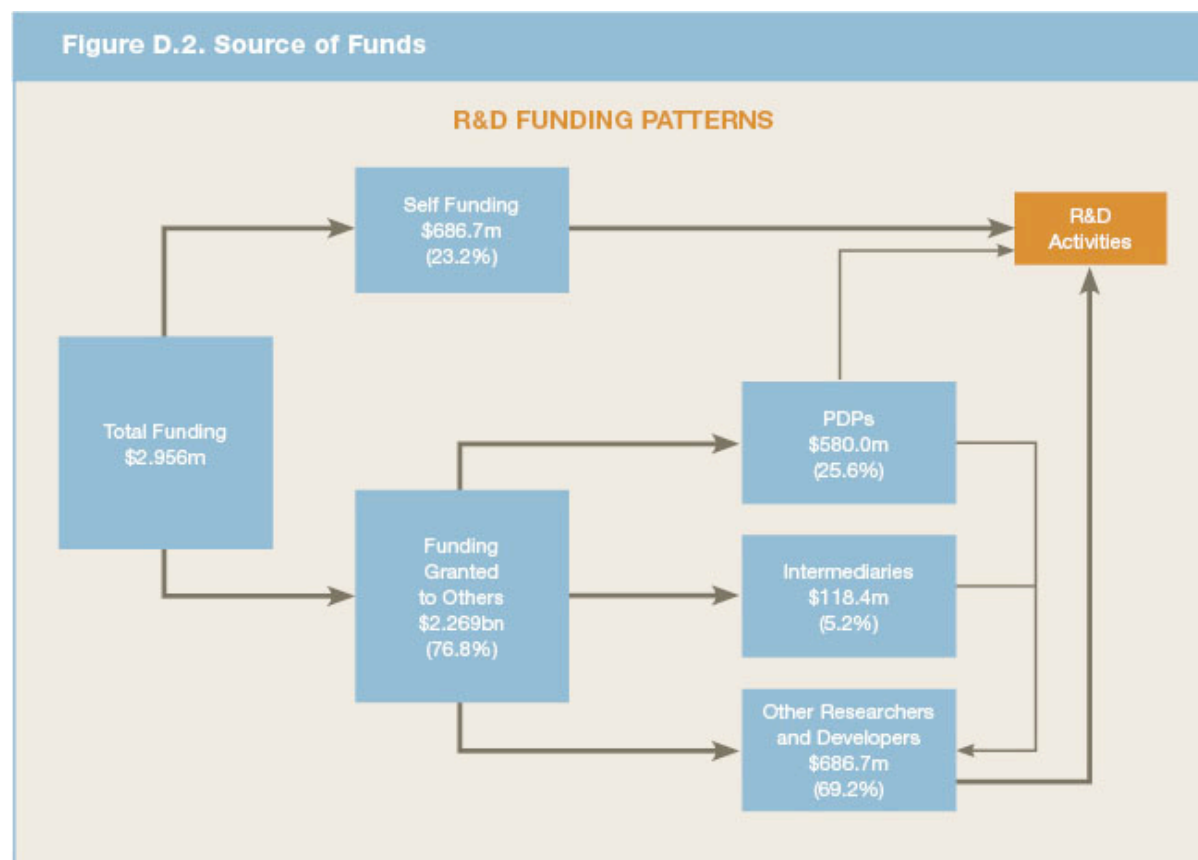 Figure D.2. Source of Funds
R&D FUNDING PATTERNS
Self Funding
$686.7m
(23.2%)
R&D
Activities
Total Funding
$2.956m
PDPs
$580.0m
(25.6%)
Funding
Granted
to Others
$2.269bn
(76.8%)
Intermediaries
$118.4m
(5.2%)
Other Researchers
and Developers
$686.7m
(69.2%)